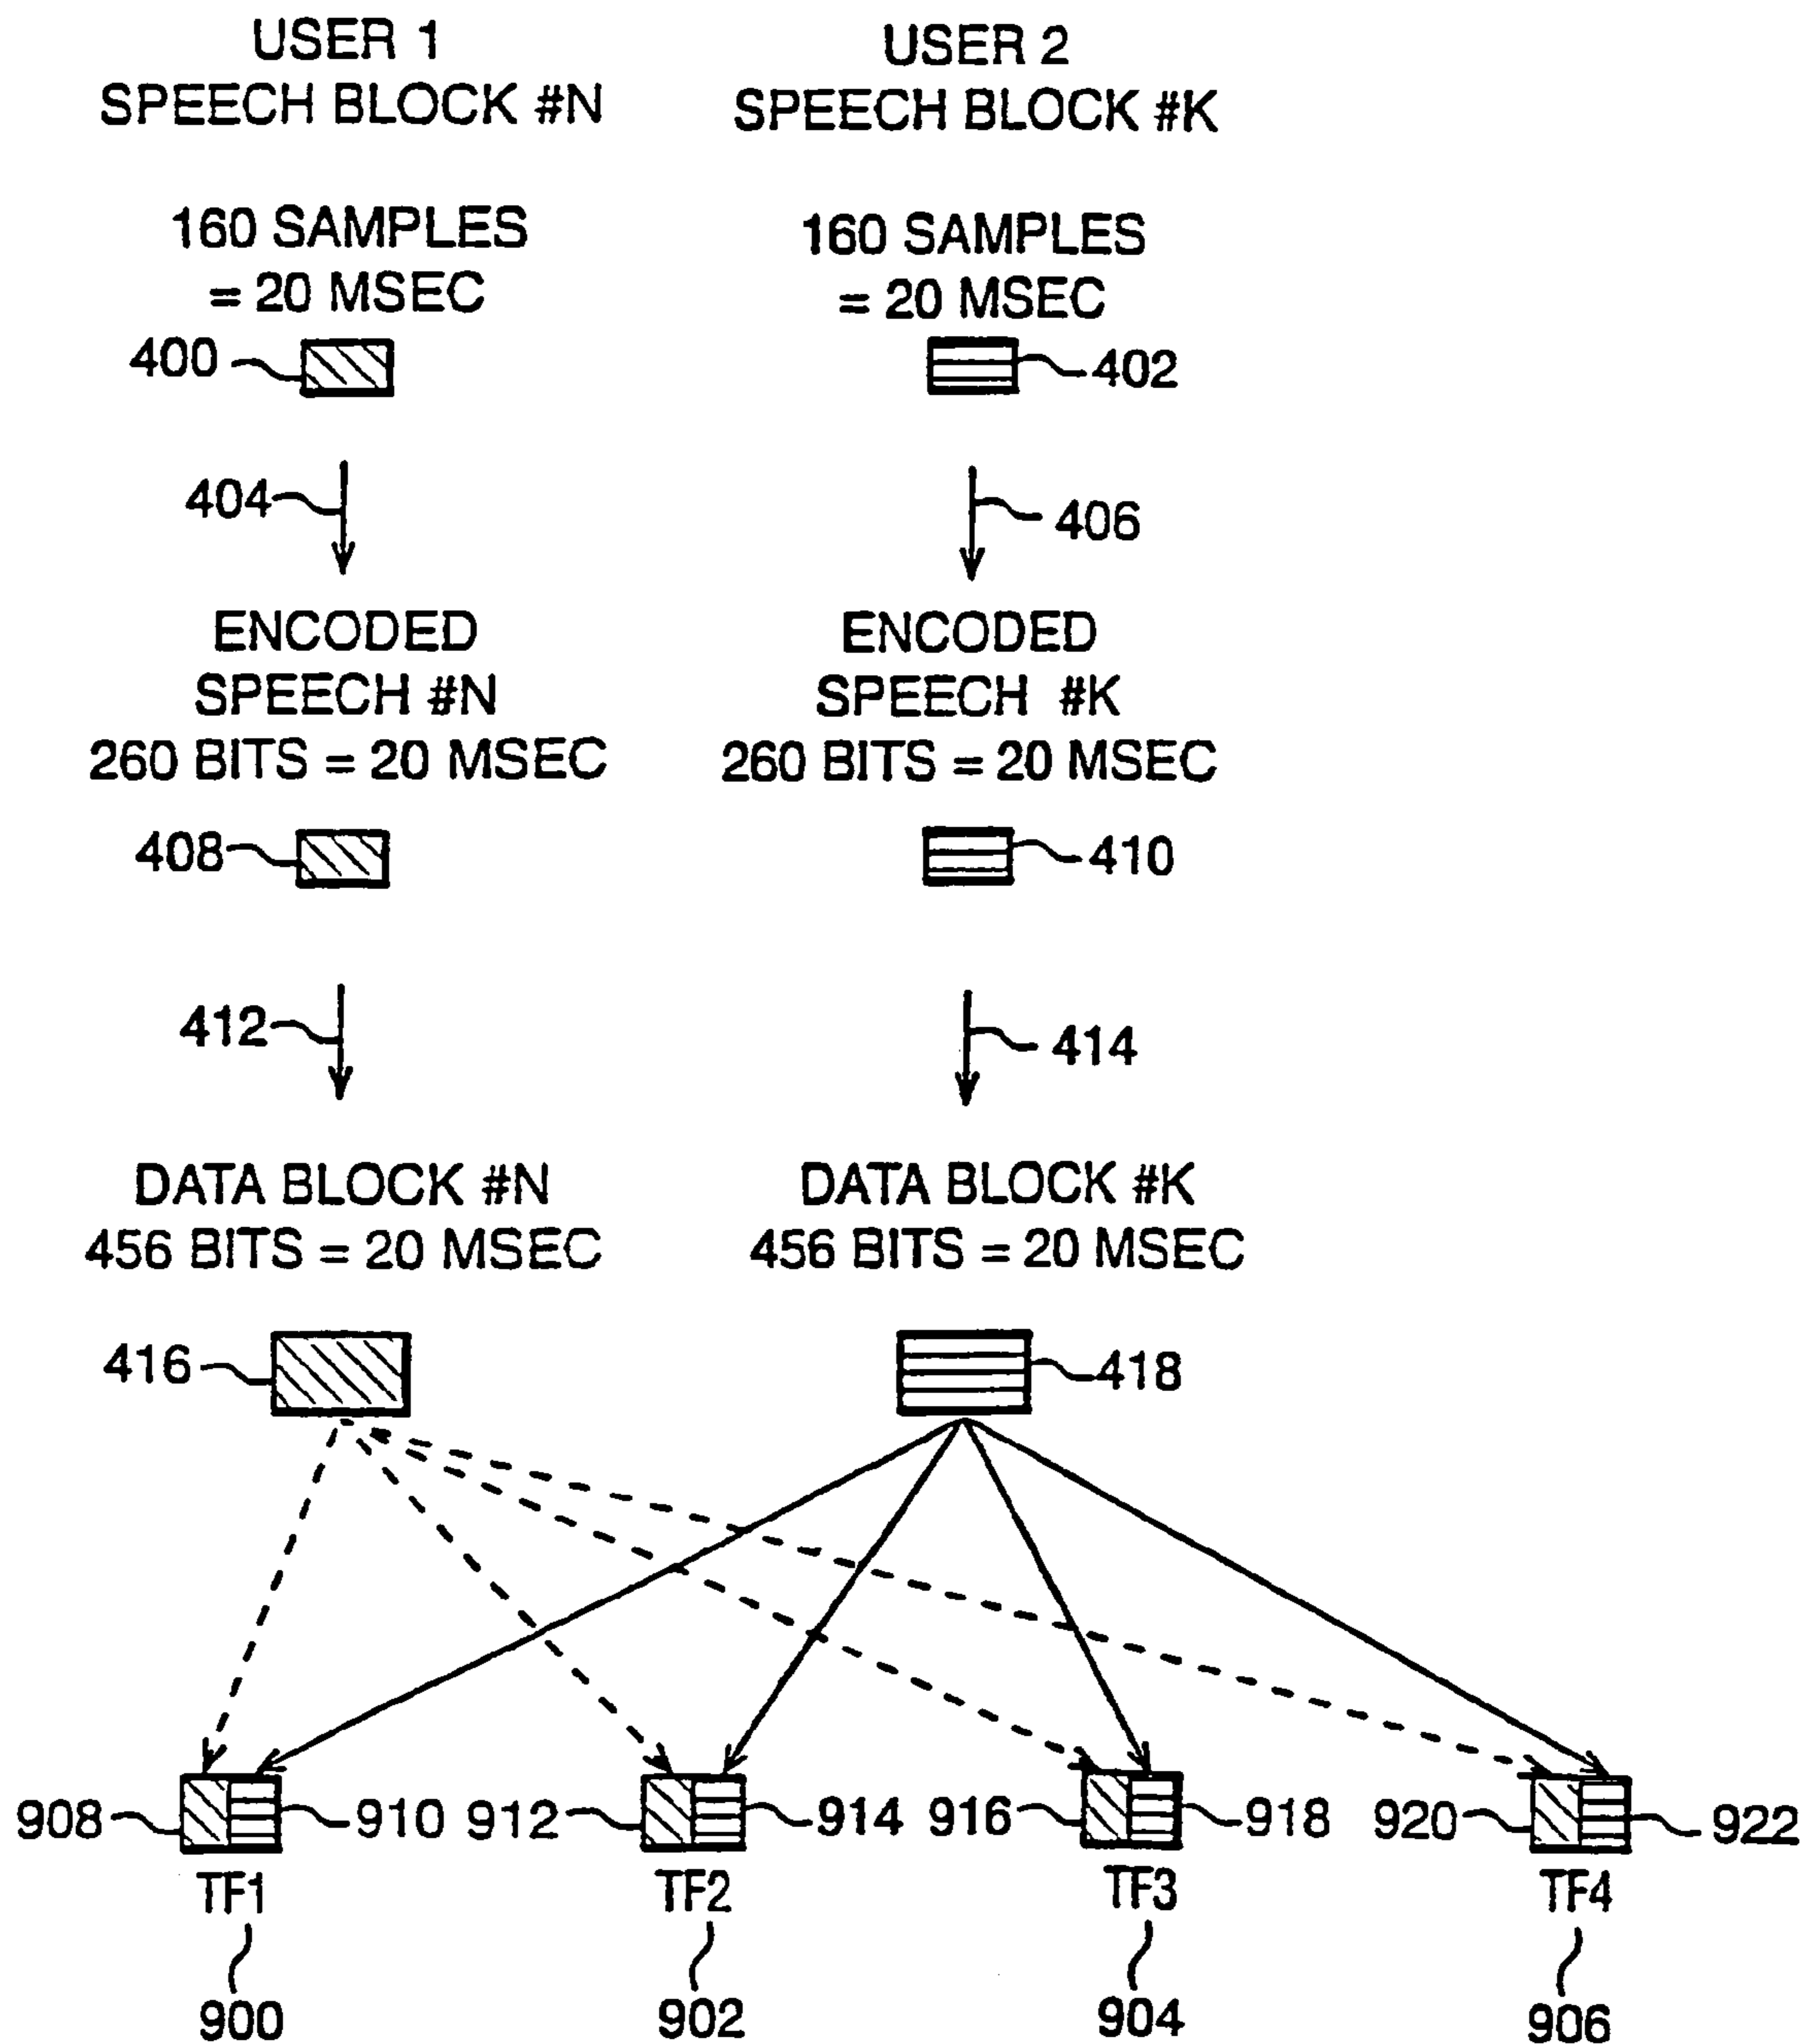 USER 1
SPEECH BLOCK #N
USER 2
SPEECH BLOCK #K
160 SAMPLES
= 20 MSEC
160 SAMPLES
= 20 MSEC
400
402
404
406
ENCODED
SPEECH #N
260 BITS = 20 MSEC
ENCODED
SPEECH #K
260 BITS = 20 MSEC
408
410
412
414
DATA BLOCK #N
456 BITS = 20 MSEC
DATA BLOCK #K
456 BITS = 20 MSEC
416
418
908
910
912
914
916
918
920
922
TF1
TF2
TF3
TF4
900
902
904
906